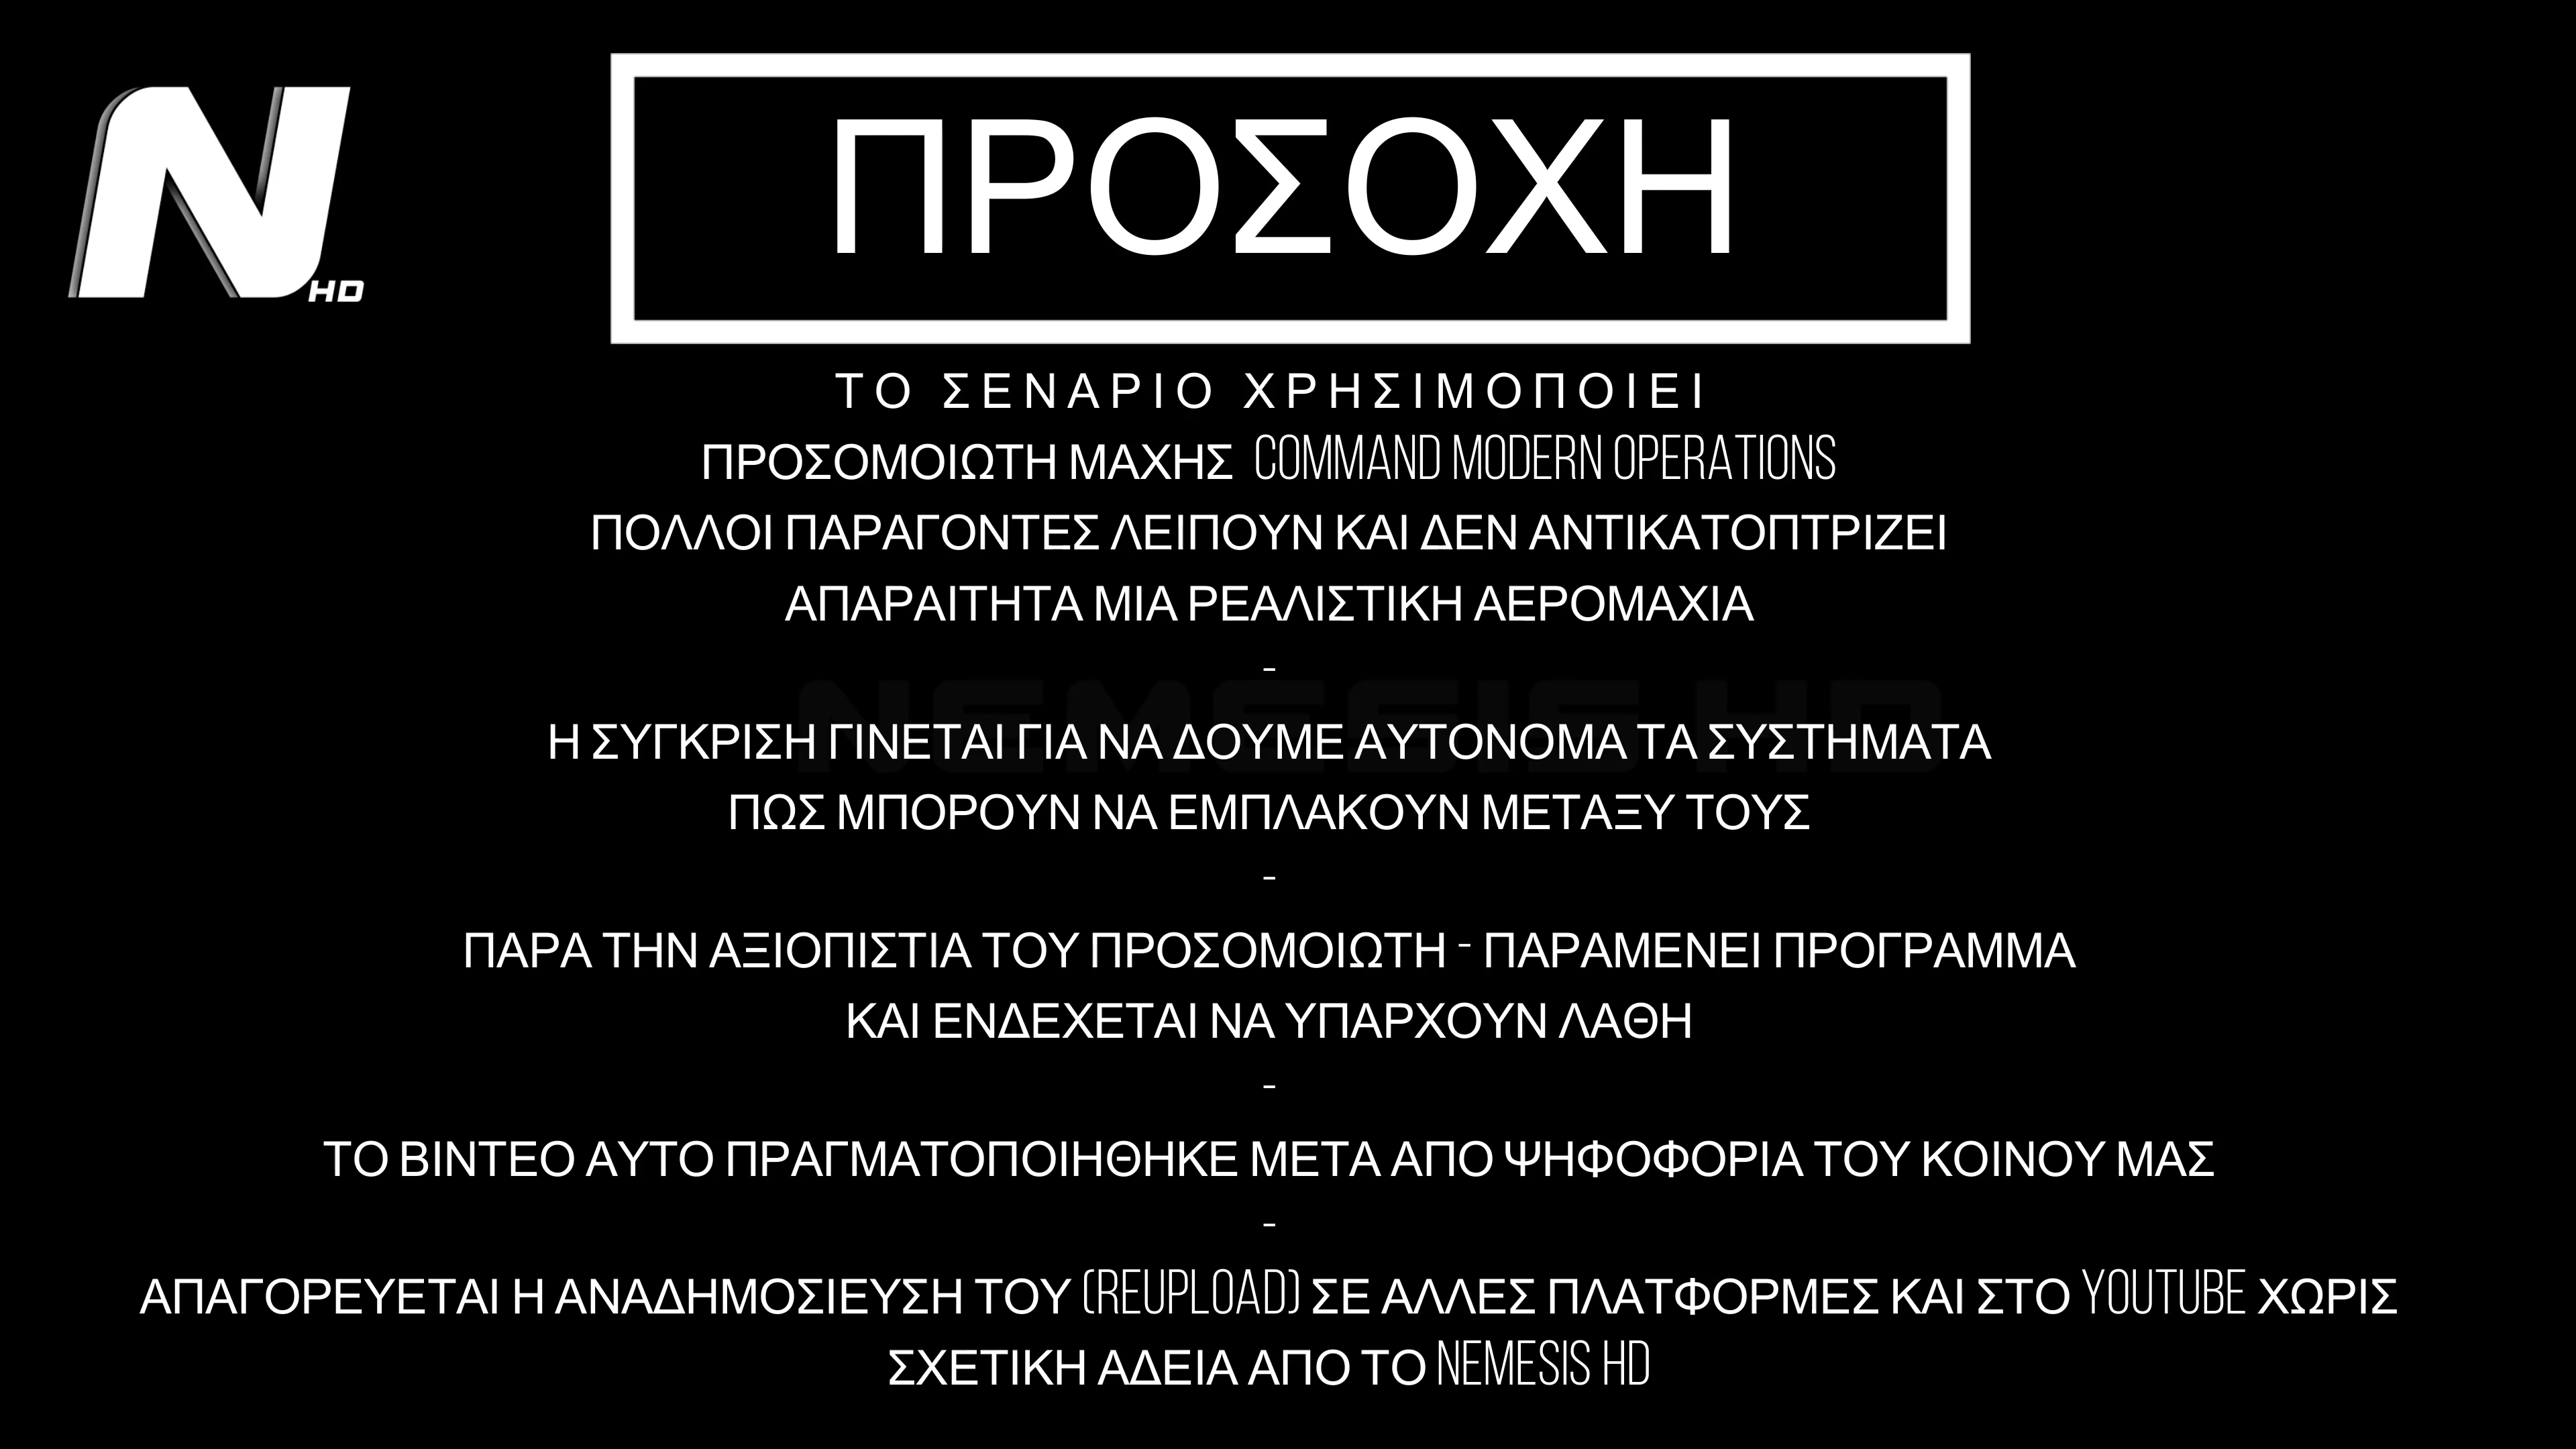 N HD
ΠΡΟΣΟΧΗ
ΤΟ ΣΕΝΑΡΙΟ ΧΡΗΣΙΜΟΠΟΙΕΙ
ΠΡΟΣΟΜΟΙΩΤΗ ΜΑΧΗΣ COMMAND MODERN OPERATIONS
ΠΟΛΛΟΙ ΠΑΡΑΓΟΝΤΕΣ ΛΕΙΠΟΥΝ ΚΑΙ ΔΕΝ ΑΝΤΙΚΑΤΟΠΤΡΙΖΕΙ
ΑΠΑΡΑΙΤΗΤΑ ΜΙΑ ΡΕΑΛΙΣΤΙΚΗ ΑΕΡΟΜΑΧΙΑ
-
NEMESIS HD
Η ΣΥΓΚΡΙΣΗ ΓΙΝΕΤΑΙ ΓΙΑ ΝΑ ΔΟΥΜΕ ΑΥΤΟΝΟΜΑ ΤΑ ΣΥΣΤΗΜΑΤΑ
ΠΩΣ ΜΠΟΡΟΥΝ ΝΑ ΕΜΠΛΑΚΟΥΝ ΜΕΤΑΞΥ ΤΟΥΣ
-
ΠΑΡΑ ΤΗΝ ΑΞΙΟΠΙΣΤΙΑ ΤΟΥ ΠΡΟΣΟΜΟΙΩΤΗ - ΠΑΡΑΜΕΝΕΙ ΠΡΟΓΡΑΜΜΑ
ΚΑΙ ΕΝΔΕΧΕΤΑΙ ΝΑ ΥΠΑΡΧΟΥΝ ΛΑΘΗ
-
ΤΟ ΒΙΝΤΕΟ ΑΥΤΟ ΠΡΑΓΜΑΤΟΠΟΙΗΘΗΚΕ ΜΕΤΑ ΑΠΟ ΨΗΦΟΦΟΡΙΑ ΤΟΥ ΚΟΙΝΟΥ ΜΑΣ
-
ΑΠΑΓΟΡΕΥΕΤΑΙ Η ΑΝΑΔΗΜΟΣΙΕΥΣΗ ΤΟΥ (REUPLOAD) ΣΕ ΑΛΛΕΣ ΠΛΑΤΦΟΡΜΕΣ ΚΑΙ ΣΤΟ YOUTUBE ΧΩΡΙΣ
ΣΧΕΤΙΚΗ ΑΔΕΙΑ ΑΠΟ ΤΟ NEMESIS HD